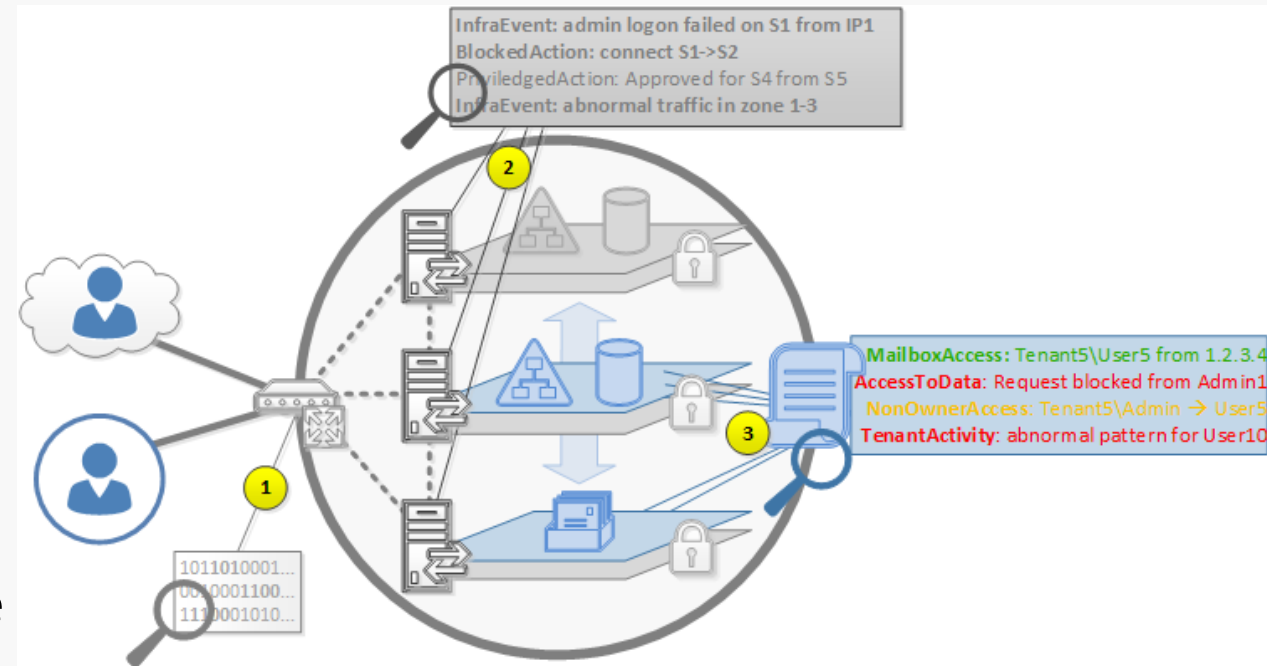 InfraEvent: admin logon failed on S1 from IP1
BlockedAction: connect S1->S2
PriviledgedAction: Approved for S4 from S5
InfraEvent: abnormal traffic in zone 1-3
2
MailboxAccess: Tenant5\User5 from 1.2.3.4
AccessToData: Request blocked from Admin1
NonOwnerAccess: Tenant5\Admin → User5
TenantActivity: abnormal pattern for User10
3
1
1011010001...
0010001100...
1110001010...